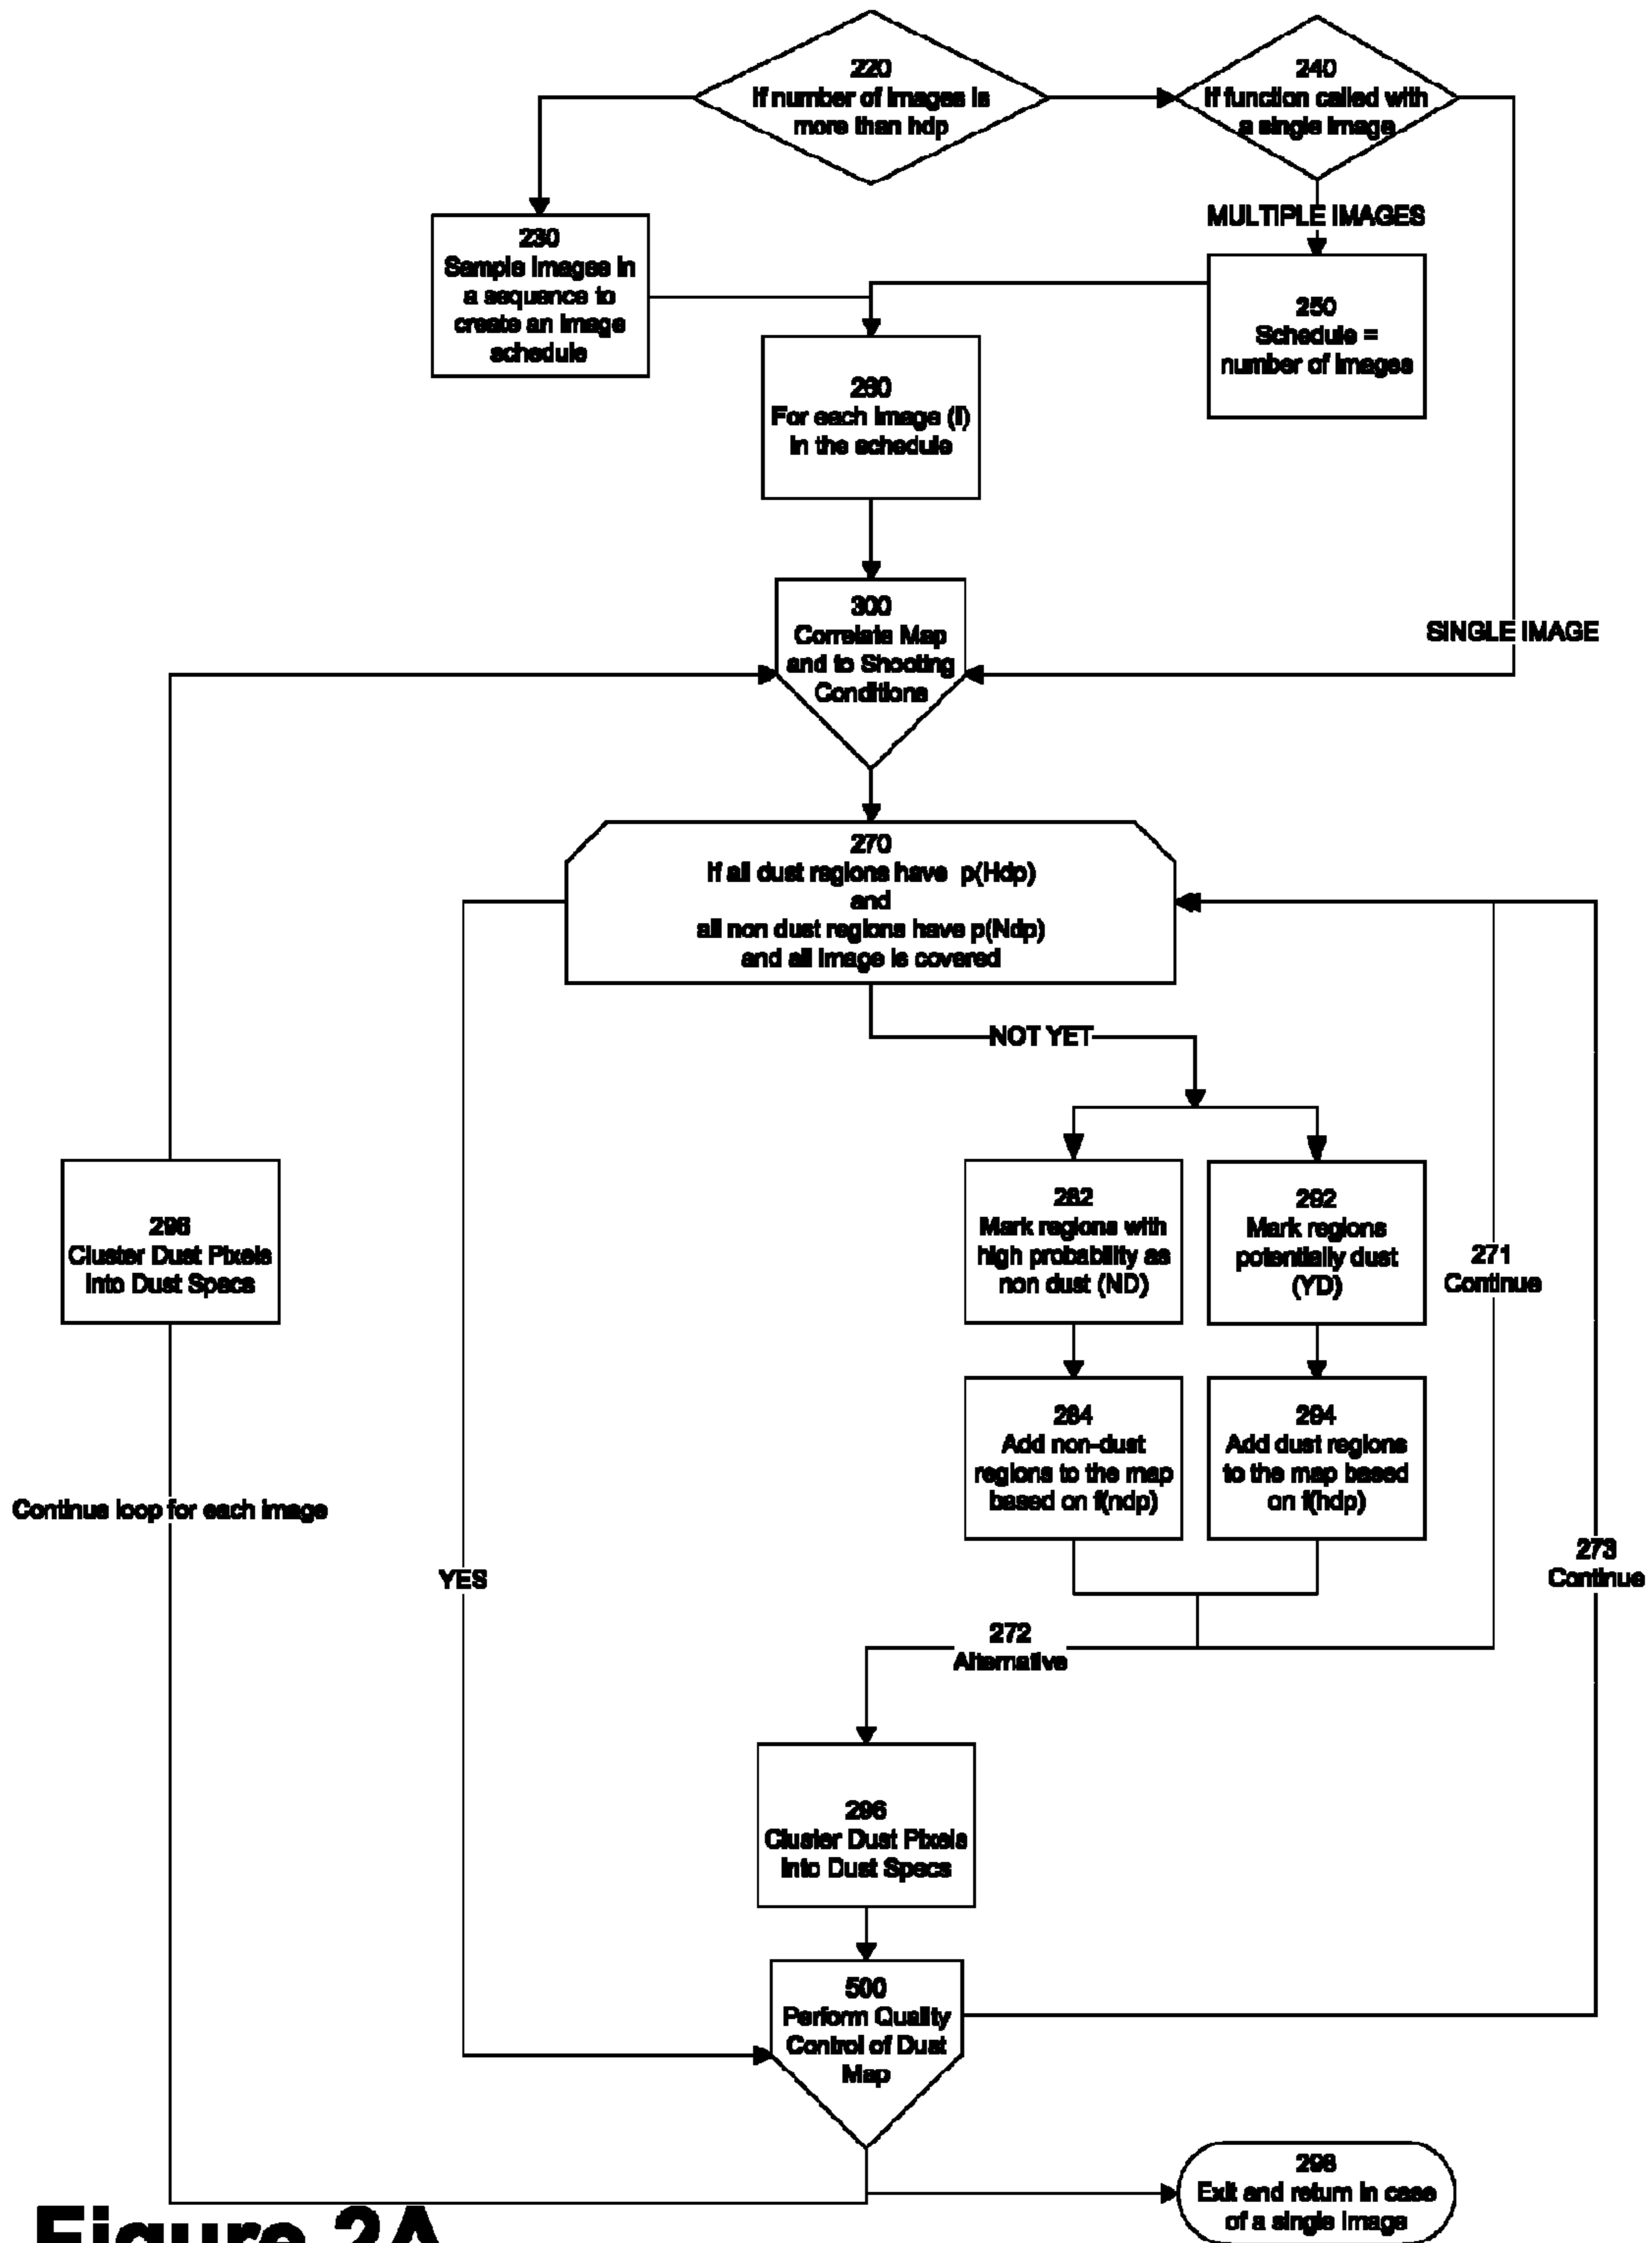 220
If number of images is
more than hdp
240
If function called with
a single image
MULTIPLE IMAGES
230
Sample images in
a sequence to
create an image
schedule
250
Schedule =
number of images
260
For each image (I)
in the schedule
300
Correlate Map
and to Shooting
Conditions
SINGLE IMAGE
270
If all dust regions have p(Hdp)
and
all non dust regions have p(Ndp)
and all image is covered
NOT YET
296
Cluster Dust Pixels
Into Dust Specs
282
Mark regions with
high probability as
non dust (ND)
292
Mark regions
potentially dust
(YD)
271
Continue
284
Add non-dust
regions to the map
based on f(ndp)
294
Add dust regions
to the map based
on f(hdp)
Continue loop for each image
YES
273
Continue
272
Alternative
296
Cluster Dust Pixels
Into Dust Specs
500
Perform Quality
Control of Dust
Map
298
Exit and return in case
of a single image
Figure 2A